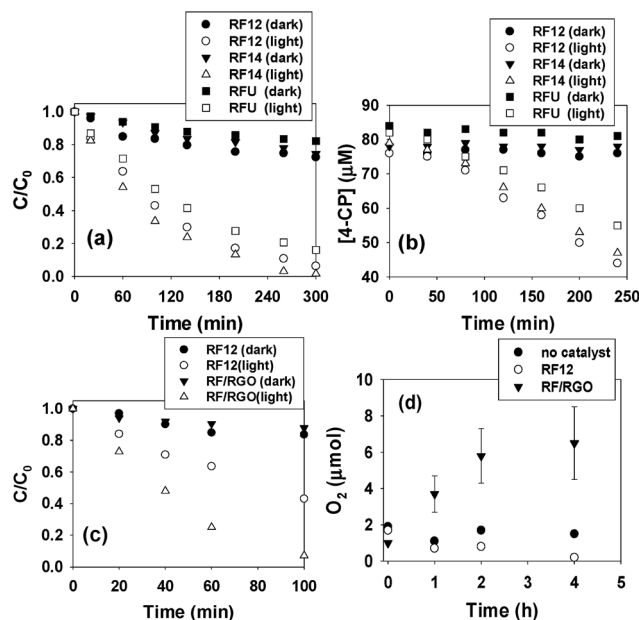 RF12 (dark)
RF12 (light)
RF14 (dark)
RF14 (light)
RFU (dark)
RFU (light)
1.0
0.8
0.6
0.4
0.2
0.0
C/C0
(a)
0 60 120 180 240 300
Time (min)
RF12 (dark)
RF12 (light)
RF14 (dark)
RF14 (light)
RFU (dark)
RFU (light)
90
80
70
60
50
40
[4-CP] (μM)
(b)
0 50 100 150 200 250
Time (min)
RF12 (dark)
RF12(light)
RF/RGO (dark)
RF/RGO(light)
1.0
0.8
0.6
0.4
0.2
0.0
C/C0
(c)
0 20 40 60 80 100
Time (min)
no catalyst
RF12
RF/RGO
(d)
10
8
6
4
2
0
O2 (μmol)
0 1 2 3 4 5
Time (h)